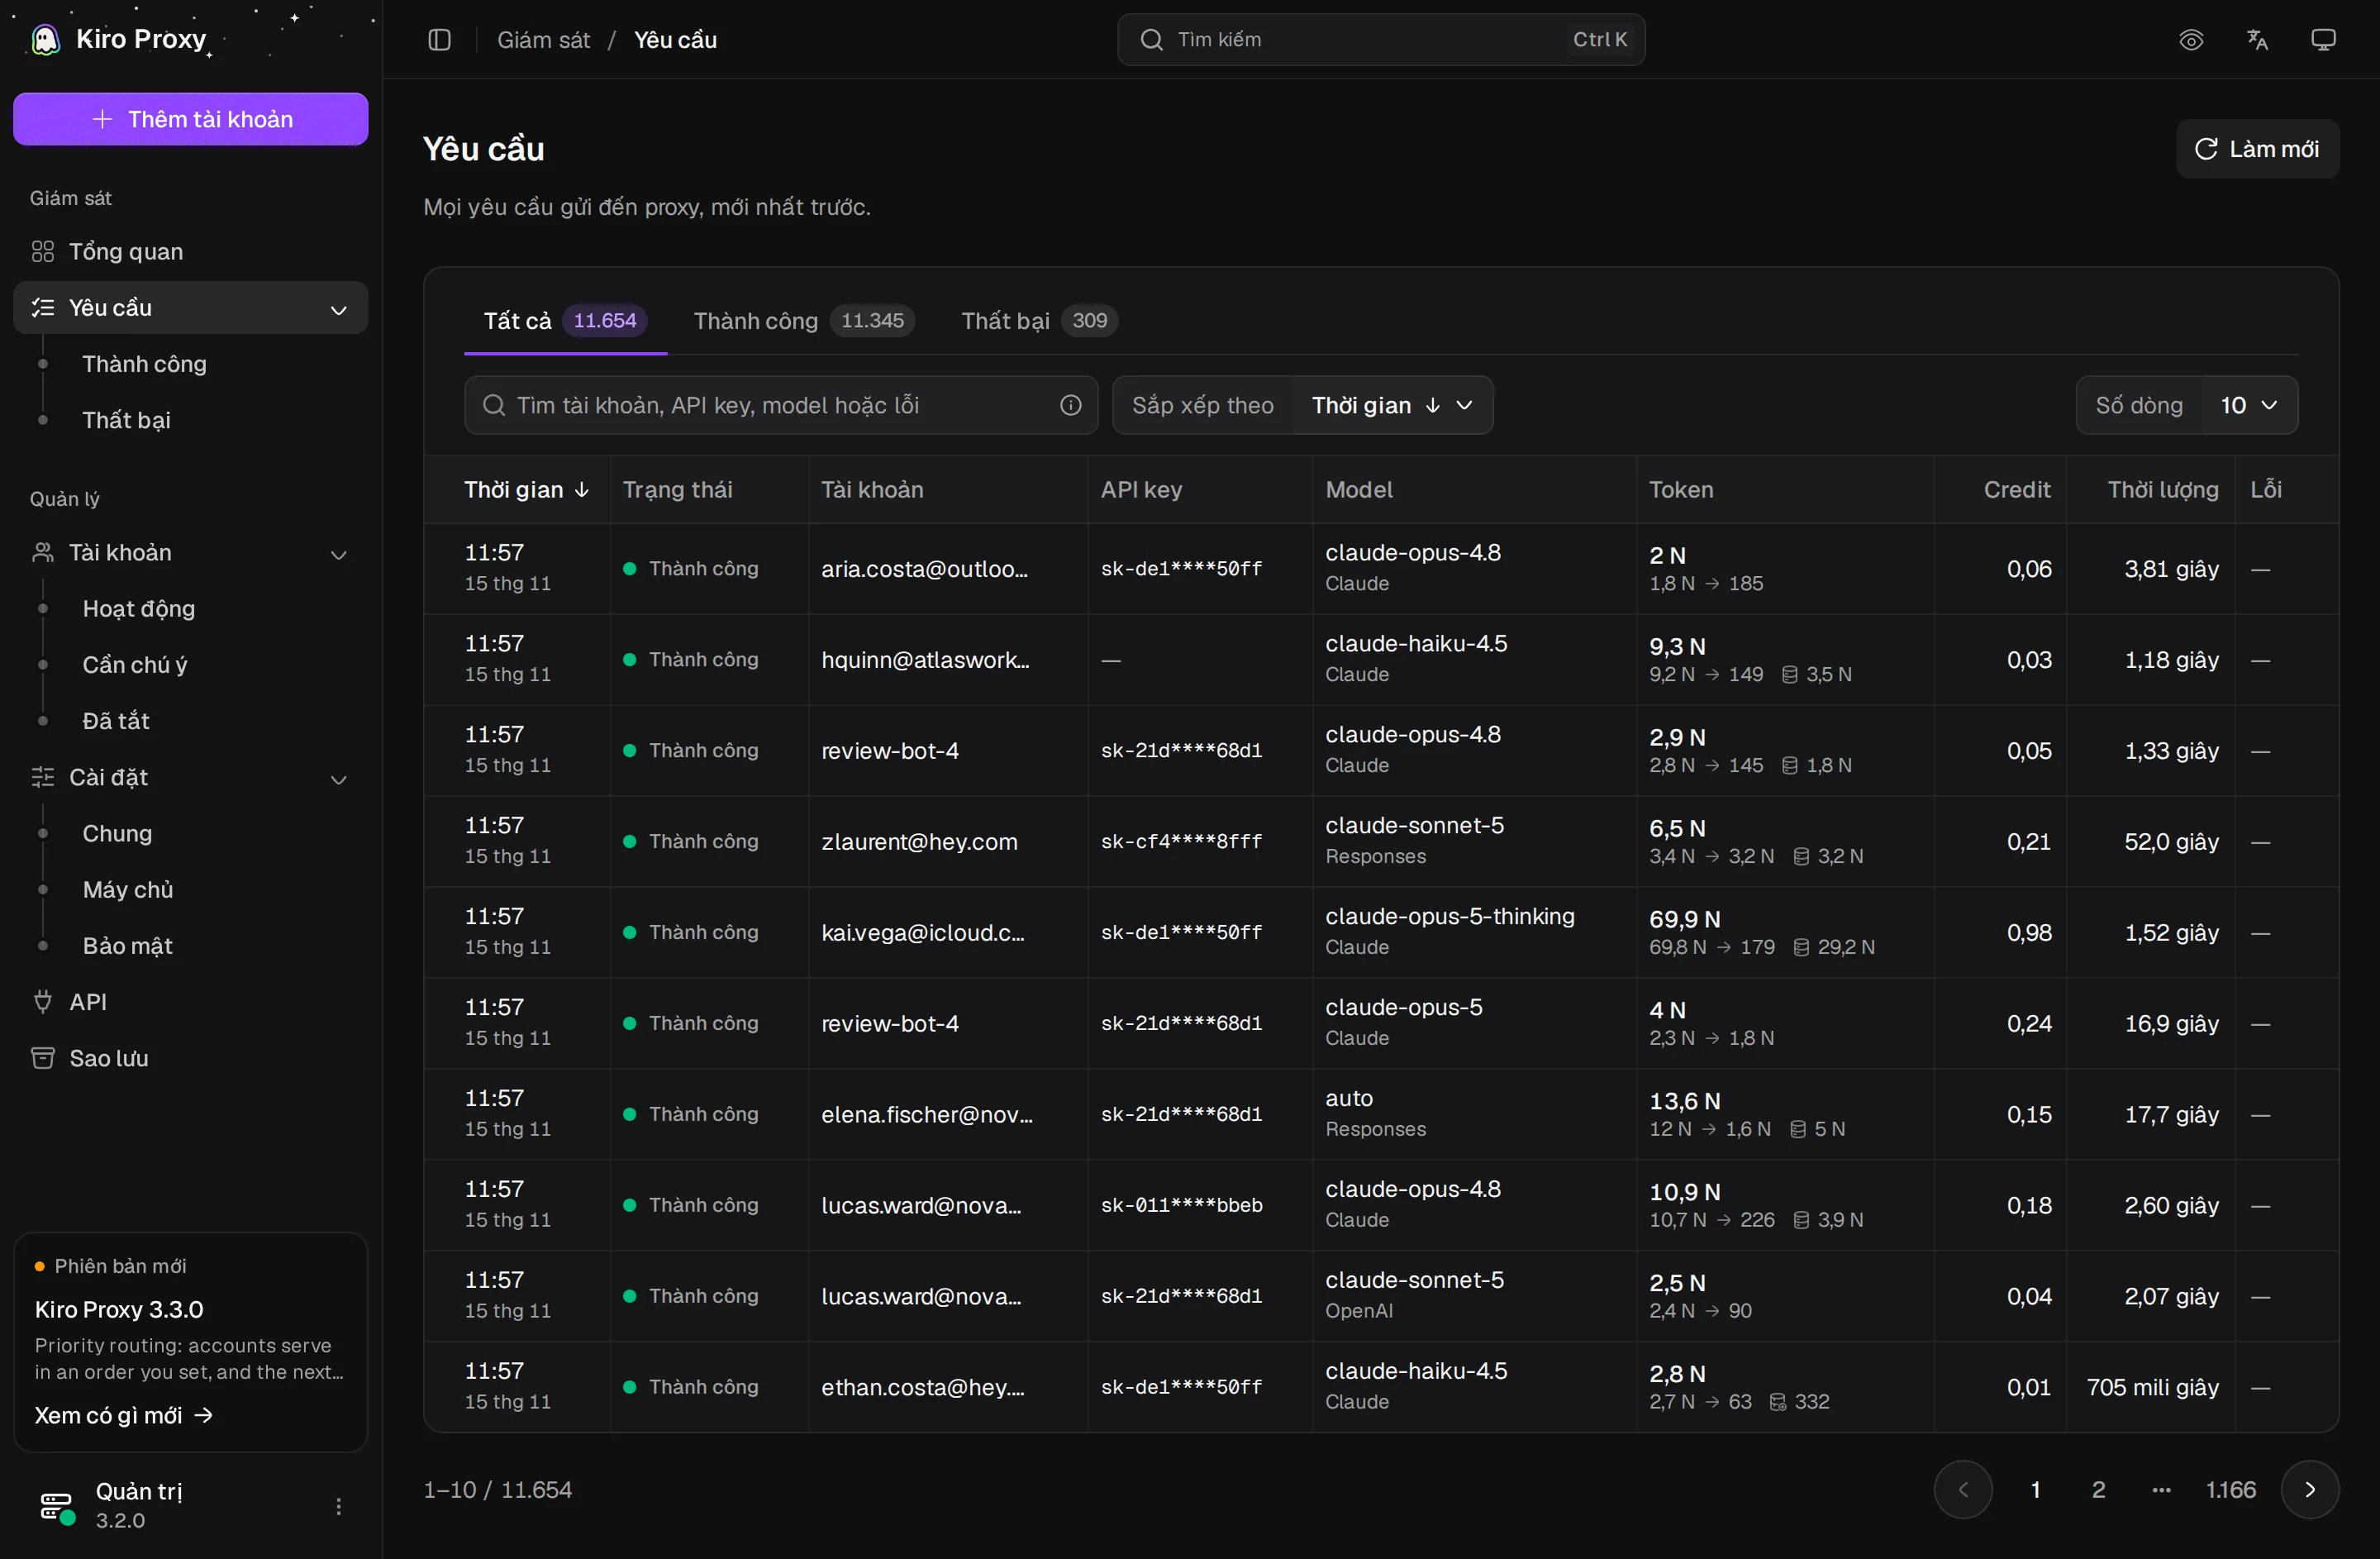 Kiro Proxy
Thêm tài khoản
Giám sát
Tổng quan
Yêu cầu
Thành công
Thất bại
Quản lý
Tài khoản
Hoạt động
Cần chú ý
Đã tắt
Cài đặt
Chung
Máy chủ
Bảo mật
API
Sao lưu
Phiên bản mới
Kiro Proxy 3.3.0
Priority routing: accounts serve
in an order you set, and the next...
Xem có gì mới →
Quản trị
3.2.0
Giám sát / Yêu cầu
Tìm kiếm Ctrl K
Yêu cầu
Làm mới
Mọi yêu cầu gửi đến proxy, mới nhất trước.
Tất cả 11.654 Thành công 11.345 Thất bại 309
Tìm tài khoản, API key, model hoặc lỗi Sắp xếp theo Thời gian ↓ Số dòng 10
Thời gian ↓ Trạng thái Tài khoản API key Model Token Credit Thời lượng Lỗi
11:57 Thành công aria.costa@outloo... sk-de1****50ff claude-opus-4.8 2 N 0,06 3,81 giây —
15 thg 11 Claude 1,8 N → 185
11:57 Thành công hquinn@atlaswork... — claude-haiku-4.5 9,3 N 0,03 1,18 giây —
15 thg 11 Claude 9,2 N → 149 3,5 N
11:57 Thành công review-bot-4 sk-21d****68d1 claude-opus-4.8 2,9 N 0,05 1,33 giây —
15 thg 11 Claude 2,8 N → 145 1,8 N
11:57 Thành công zlaurent@hey.com sk-cf4****8fff claude-sonnet-5 6,5 N 0,21 52,0 giây —
15 thg 11 Responses 3,4 N → 3,2 N 3,2 N
11:57 Thành công kai.vega@icloud.c... sk-de1****50ff claude-opus-5-thinking 69,9 N 0,98 1,52 giây —
15 thg 11 Claude 69,8 N → 179 29,2 N
11:57 Thành công review-bot-4 sk-21d****68d1 claude-opus-5 4 N 0,24 16,9 giây —
15 thg 11 Claude 2,3 N → 1,8 N
11:57 Thành công elena.fischer@nov... sk-21d****68d1 auto 13,6 N 0,15 17,7 giây —
15 thg 11 Responses 12 N → 1,6 N 5 N
11:57 Thành công lucas.ward@nova... sk-011****bbeb claude-opus-4.8 10,9 N 0,18 2,60 giây —
15 thg 11 Claude 10,7 N → 226 3,9 N
11:57 Thành công lucas.ward@nova... sk-21d****68d1 claude-sonnet-5 2,5 N 0,04 2,07 giây —
15 thg 11 OpenAI 2,4 N → 90
11:57 Thành công ethan.costa@hey.... sk-de1****50ff claude-haiku-4.5 2,8 N 0,01 705 mili giây —
15 thg 11 Claude 2,7 N → 63 332
1–10 / 11.654 1 2 ... 1.166